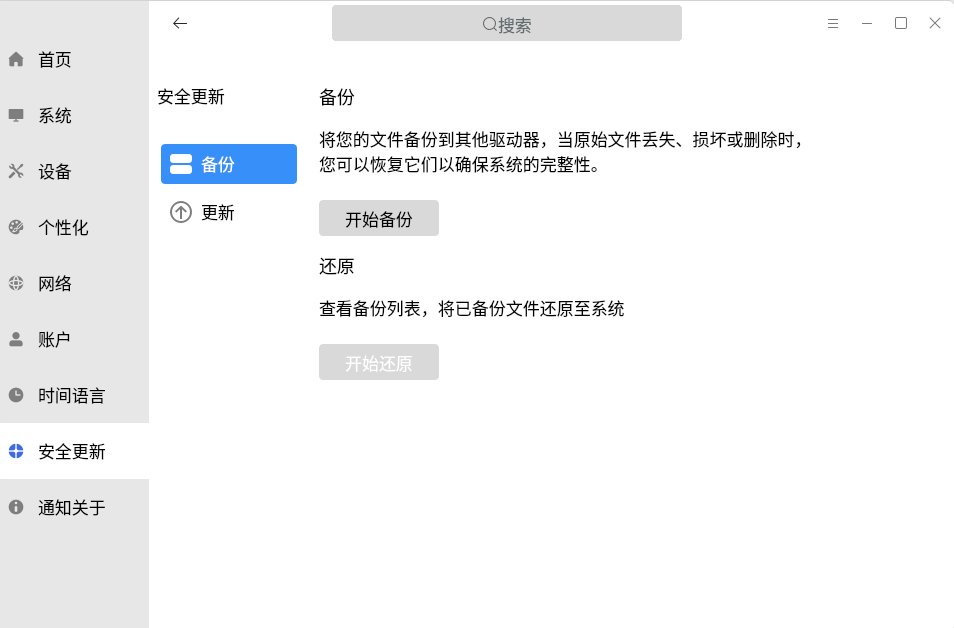 搜索
首页
系统
设备
个性化
网络
账户
时间语言
安全更新
通知关于
安全更新
备份
更新
备份
将您的文件备份到其他驱动器，当原始文件丢失、损坏或删除时，
您可以恢复它们以确保系统的完整性。
开始备份
还原
查看备份列表，将已备份文件还原至系统
开始还原